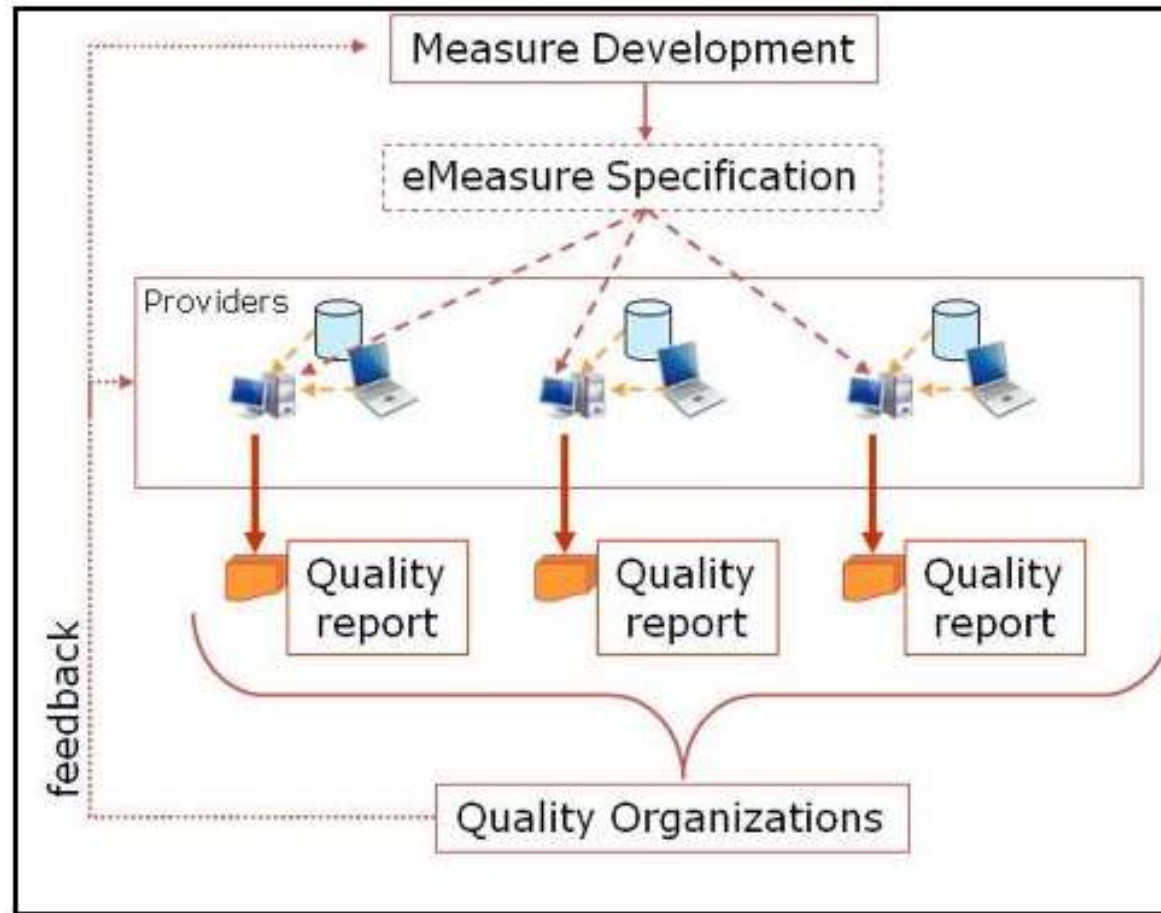 Measure Development
eMeasure Specification
Providers
Quality
report
Quality
report
Quality
report
feedback
Quality Organizations